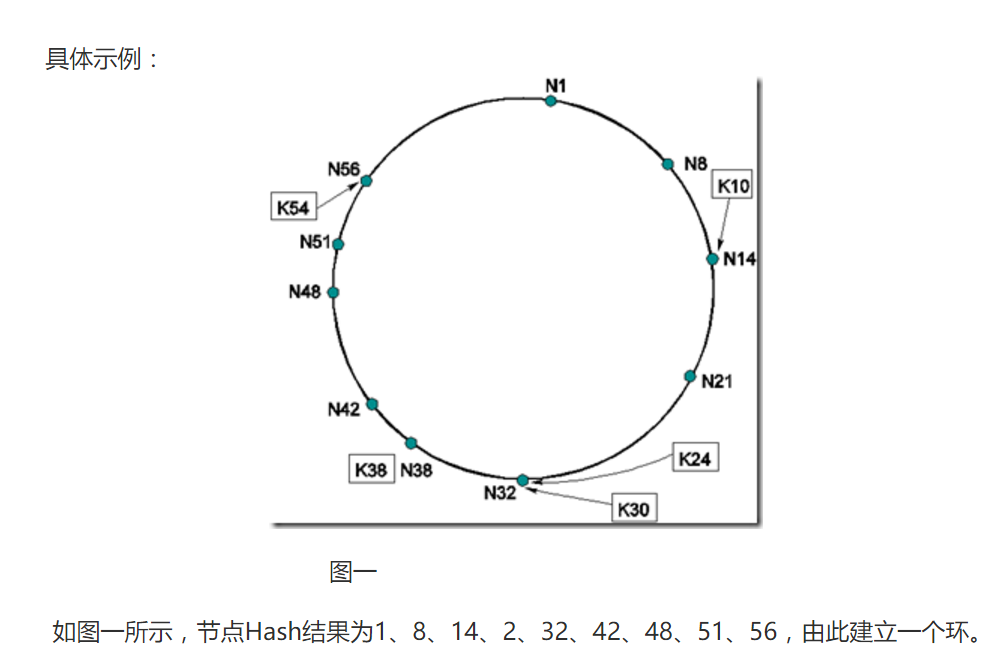 具体示例：
N1
N56
N8
K10
K54
N51
N14
N48
N21
N42
K38 N38
K24
N32
K30
图一
如图一所示，节点Hash结果为1、8、14、2、32、42、48、51、56，由此建立一个环。